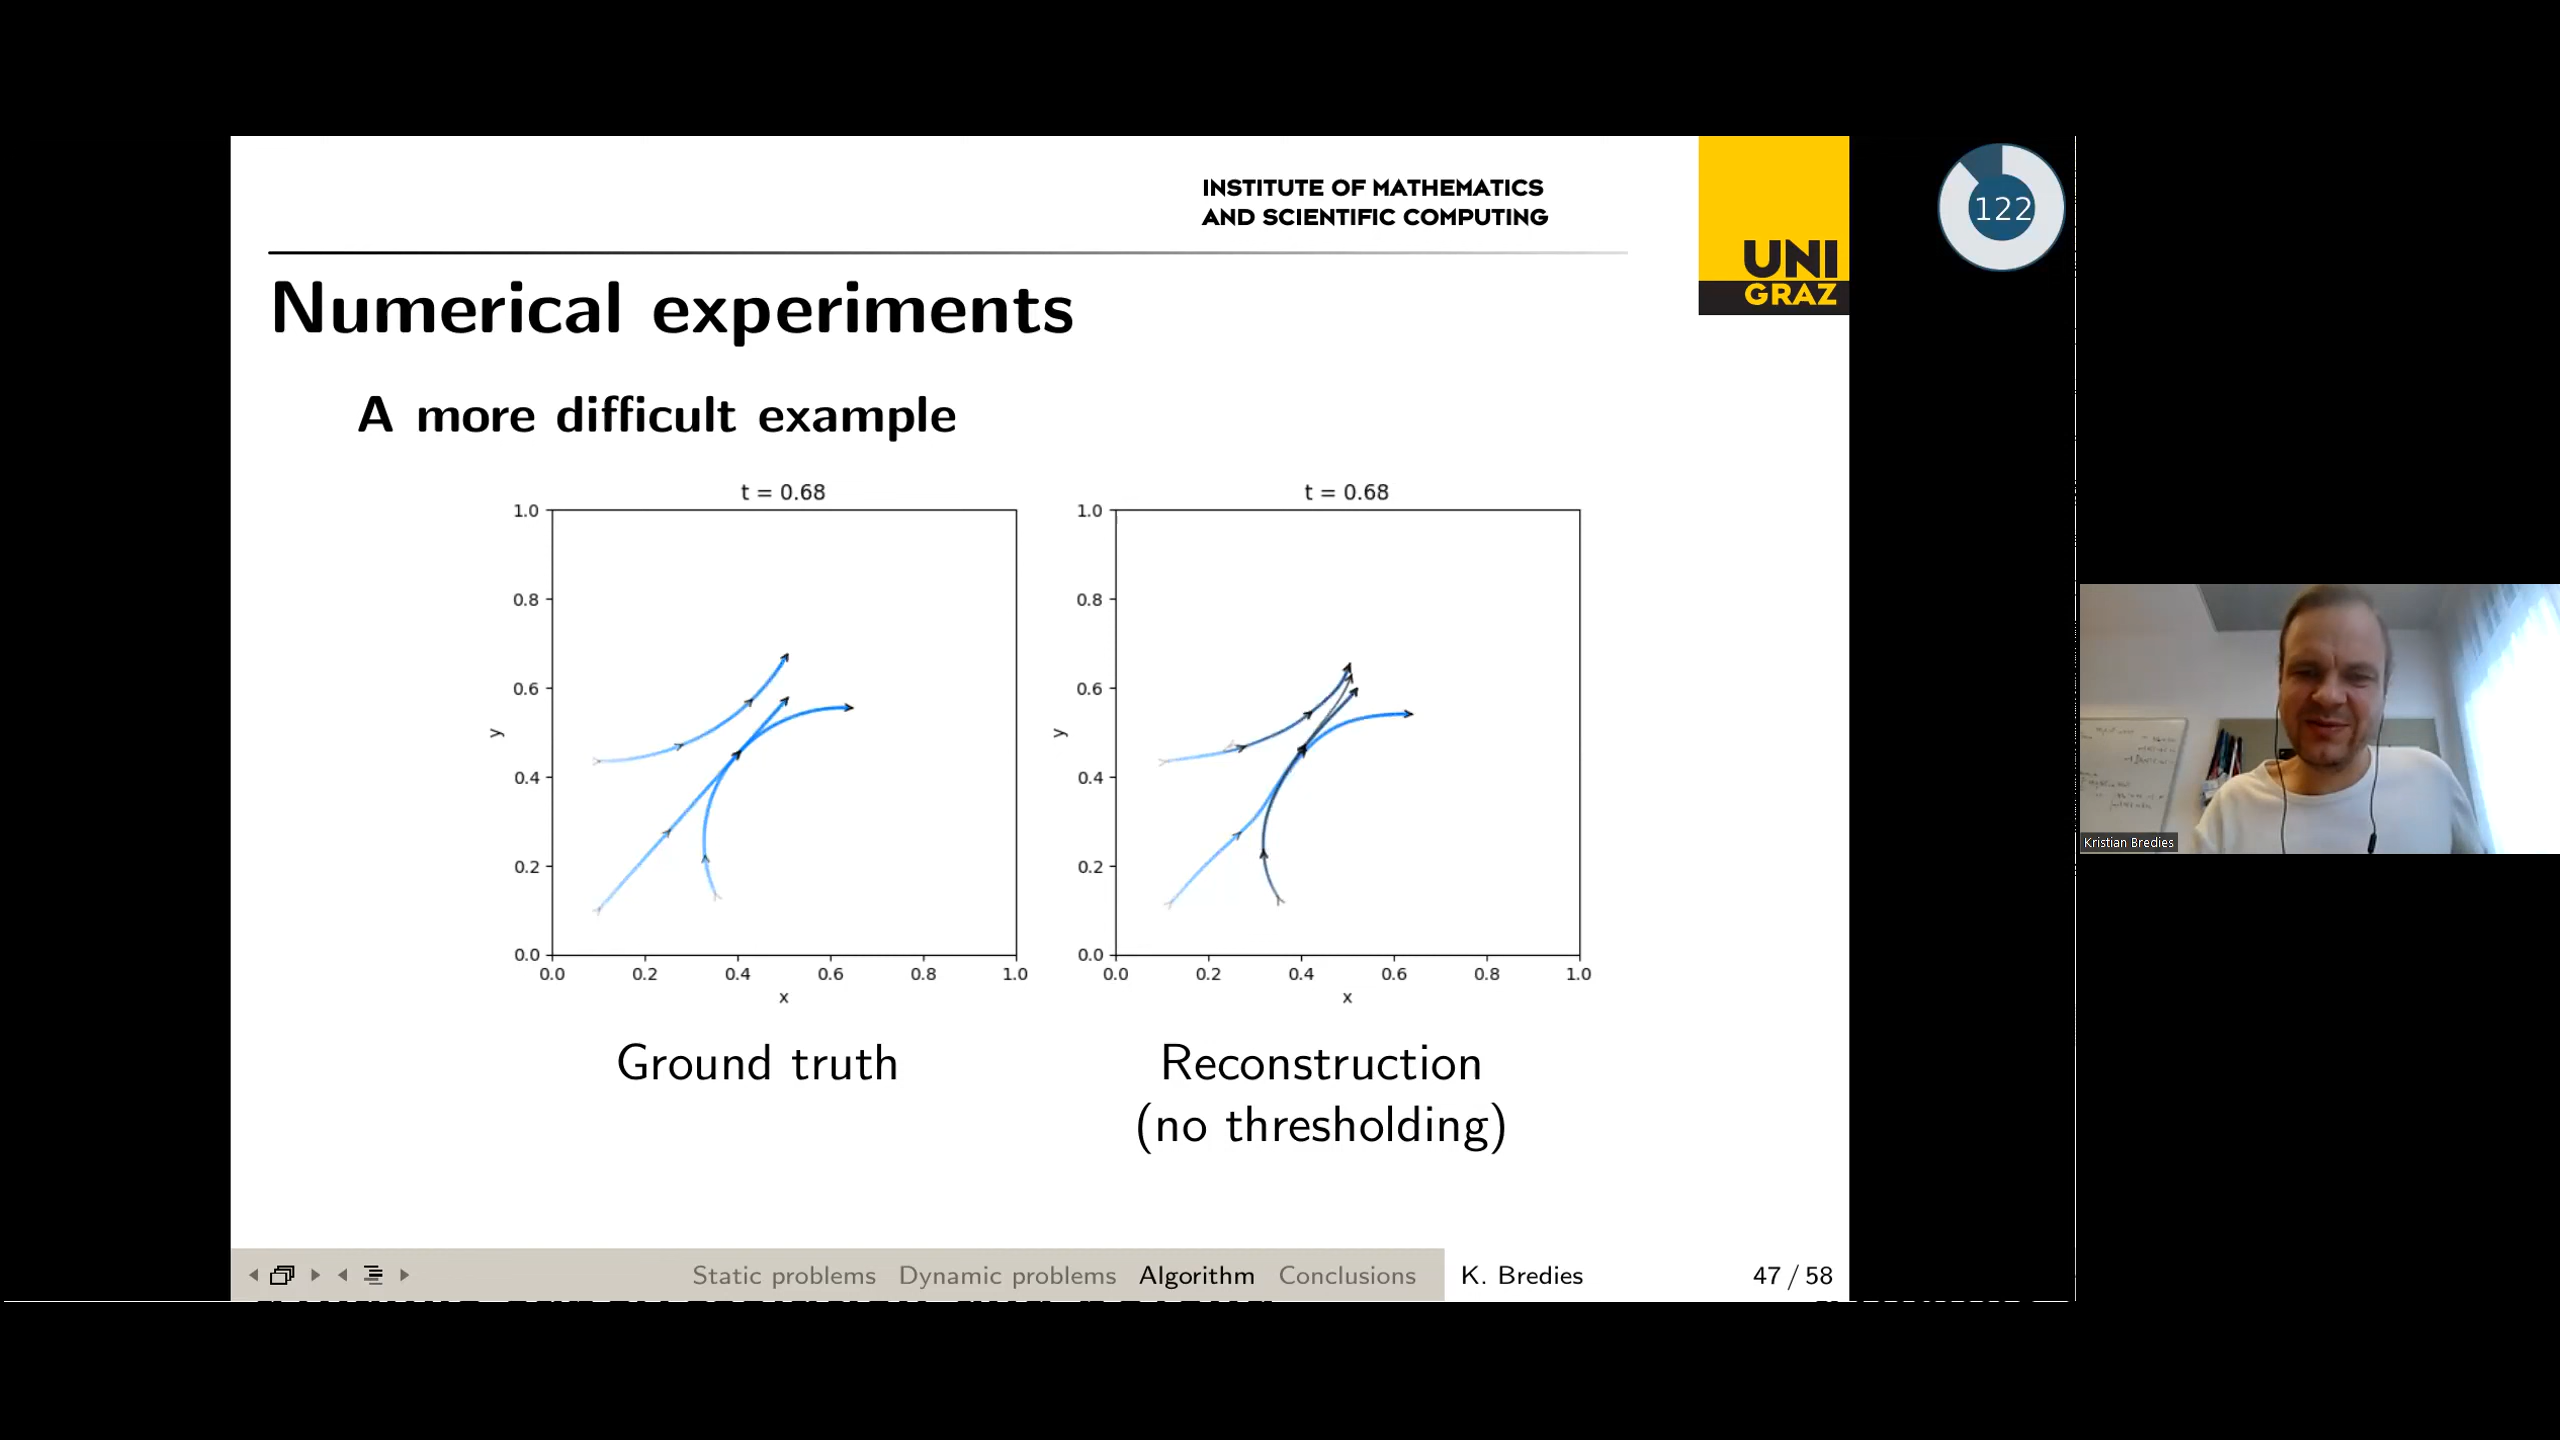 INSTITUTE OF MATHEMATICS
AND SCIENTIFIC COMPUTING
UNI
GRAZ
122
Numerical experiments
A more difficult example
t = 0.68
1.0
0.8
0.6
0.4
0.2
0.0
y
0.0 0.2 0.4 0.6 0.8 1.0
x
t = 0.68
1.0
0.8
0.6
0.4
0.2
0.0
y
0.0 0.2 0.4 0.6 0.8 1.0
x
Ground truth
Reconstruction
(no thresholding)
Kristian Bredies
Static problems Dynamic problems Algorithm Conclusions K. Bredies 47 / 58